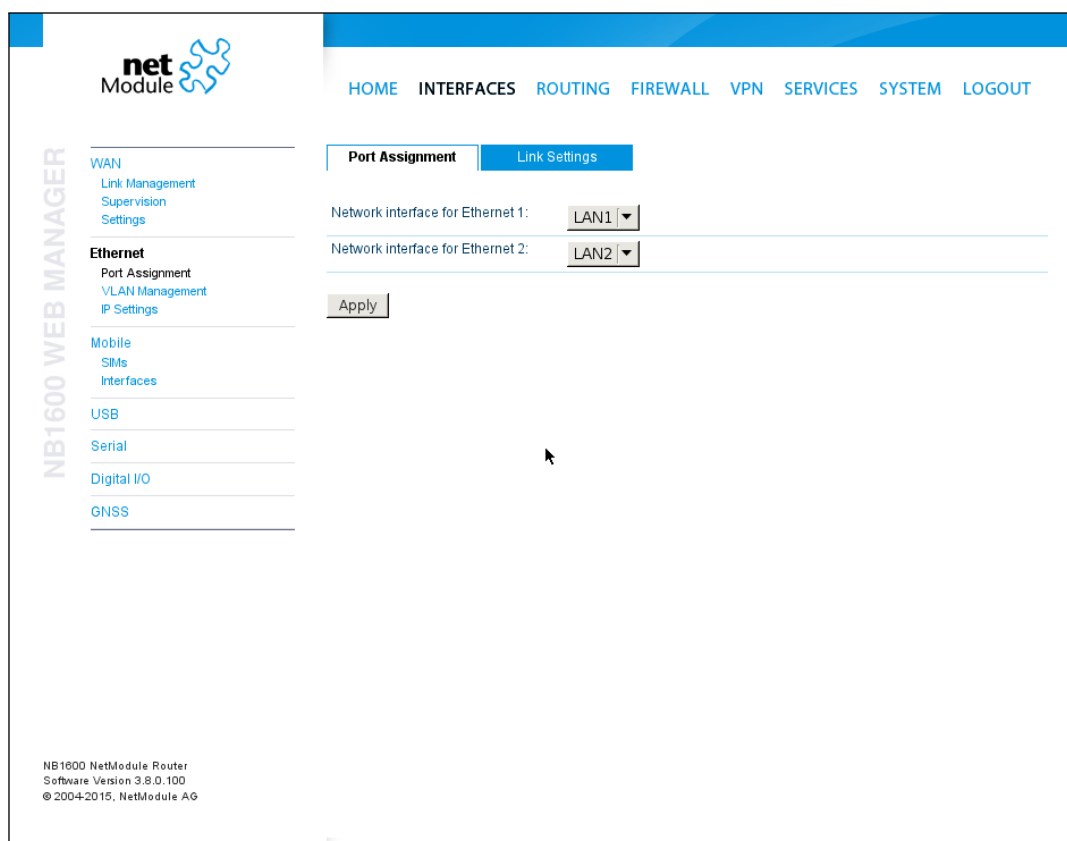 net
Module
HOME INTERFACES ROUTING FIREWALL VPN SERVICES SYSTEM LOGOUT
NB1600 WEB MANAGER
WAN
Link Management
Supervision
Settings
Ethernet
Port Assignment
VLAN Management
IP Settings
Mobile
SIMs
Interfaces
USB
Serial
Digital I/O
GNSS
Port Assignment Link Settings
Network interface for Ethernet 1: LAN1
Network interface for Ethernet 2: LAN2
Apply
NB1600 NetModule Router
Software Version 3.8.0.100
© 2004-2015, NetModule AG